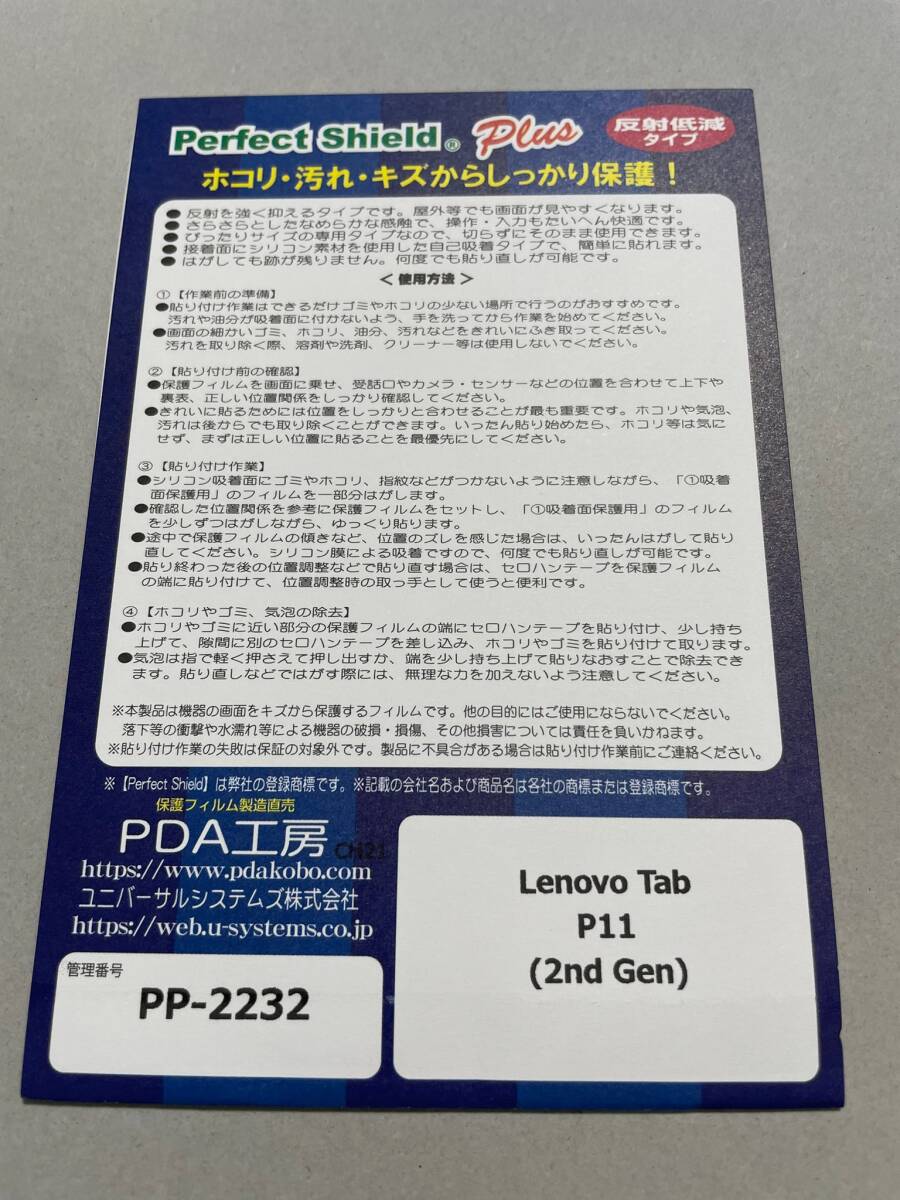 Perfect Shield® Plus
反射低減
タイプ
ホコリ・汚れ・キズからしっかり保護！
●反射を強く抑えるタイプです。屋外等でも画面が見やすくなります。
●さらさらとしたなめらかな感触で、操作・入力もたいへん快適です。
●ぴったりサイズの専用タイプなので、切らずにそのまま使用できます。
●接着面にシリコン素材を使用した自己吸着タイプで、簡単に貼れます。
●はがしても跡が残りません。何度でも貼り直しが可能です。
＜使用方法＞
①【作業前の準備】
●貼り付け作業はできるだけゴミやホコリの少ない場所で行うのがおすすめです。
汚れや油分が吸着面に付かないよう、手を洗ってから作業を始めてください。
●画面の細かいゴミ、ホコリ、油分、汚れなどをきれいにふき取ってください。
汚れを取り除く際、溶剤や洗剤、クリーナー等は使用しないでください。
②【貼り付け前の確認】
●保護フィルムを画面に乗せ、受話口やカメラ・センサーなどの位置を合わせて上下や
裏表、正しい位置関係をしっかり確認してください。
●きれいに貼るためには位置をしっかりと合わせることが最も重要です。ホコリや気泡、
汚れは後からでも取り除くことができます。いったん貼り始めたら、ホコリ等は気に
せず、まずは正しい位置に貼ることを最優先にしてください。
③【貼り付け作業】
●シリコン吸着面にゴミやホコリ、指紋などがつかないように注意しながら、「①吸着
面保護用」のフィルムを一部分はがします。
●確認した位置関係を参考に保護フィルムをセットし、「①吸着面保護用」のフィルム
を少しずつはがしながら、ゆっくり貼ります。
●途中で保護フィルムの傾きなど、位置のズレを感じた場合は、いったんはがして貼り
直してください。シリコン膜による吸着ですので、何度でも貼り直しが可能です。
●貼り終わった後の位置調整などで貼り直す場合は、セロハンテープを保護フィルム
の端に貼り付けて、位置調整時の取っ手として使うと便利です。
④【ホコリやゴミ、気泡の除去】
●ホコリやゴミに近い部分の保護フィルムの端にセロハンテープを貼り付け、少し持ち
上げて、隙間に別のセロハンテープを差し込み、ホコリやゴミを貼り付けて取ります。
●気泡は指で軽く押さえて押し出すか、端を少し持ち上げて貼りなおすことで除去でき
ます。貼り直しなどではがす際には、無理な力を加えないよう注意してください。
※本製品は機器の画面をキズから保護するフィルムです。他の目的にはご使用にならないでください。
落下等の衝撃や水濡れ等による機器の破損・損傷、その他損害については責任を負いかねます。
※貼り付け作業の失敗は保証の対象外です。製品に不具合がある場合は貼り付け作業前にご連絡ください。
※【Perfect Shield】は弊社の登録商標です。※記載の会社名および商品名は各社の商標または登録商標です。
保護フィルム製造直売
PDA工房 CH21
https://www.pdakobo.com
ユニバーサルシステムズ株式会社
https://web.u-systems.co.jp
管理番号
PP-2232
Lenovo Tab
P11
(2nd Gen)